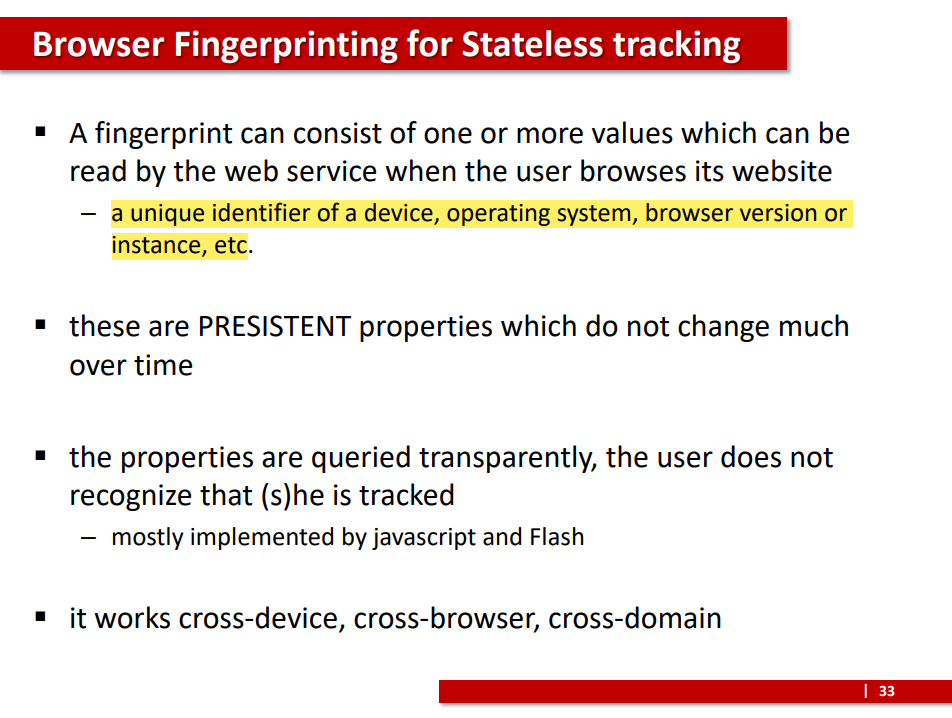 Browser Fingerprinting for Stateless tracking
▪ A fingerprint can consist of one or more values which can be
read by the web service when the user browses its website
– a unique identifier of a device, operating system, browser version or
instance, etc.
▪ these are PRESISTENT properties which do not change much
over time
▪ the properties are queried transparently, the user does not
recognize that (s)he is tracked
– mostly implemented by javascript and Flash
▪ it works cross-device, cross-browser, cross-domain
| 33